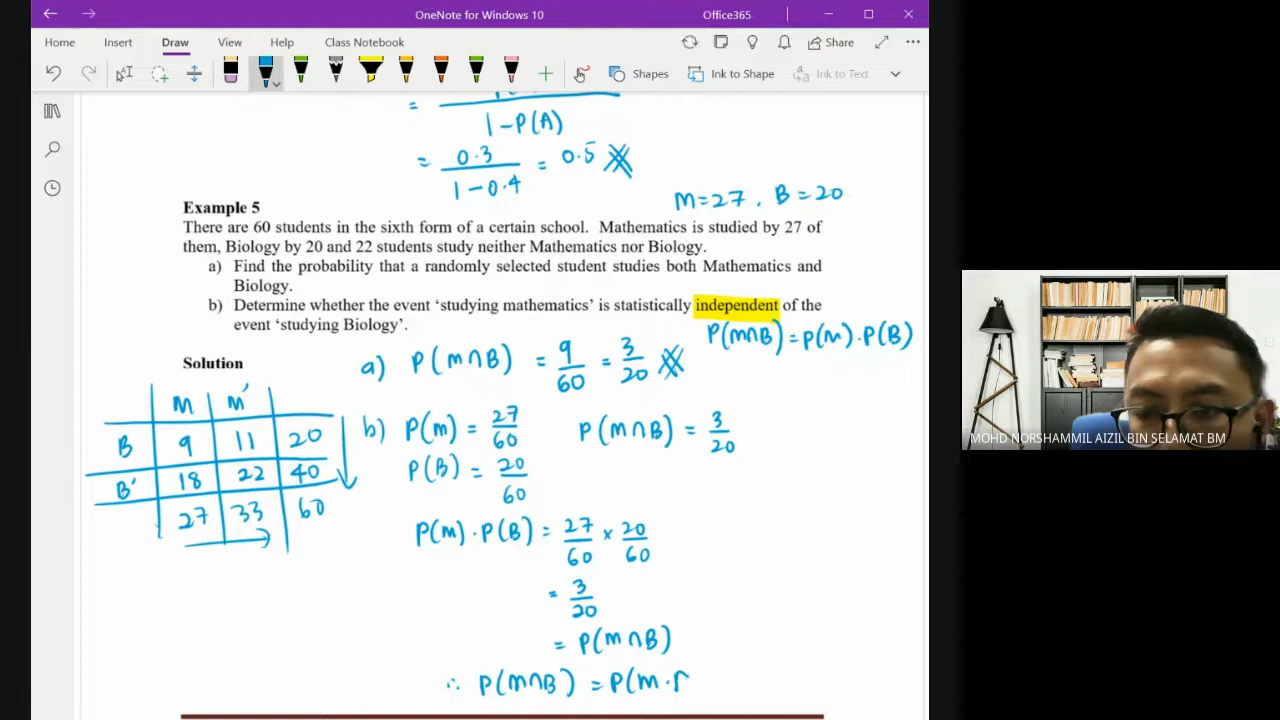 OneNote for Windows 10
Office365
Home Insert Draw View Help Class Notebook
Share
Shapes Ink to Shape Ink to Text
=
1-P(A)
= 0.3 / 1-0.4 = 0.5
M=27, B=20
Example 5
There are 60 students in the sixth form of a certain school. Mathematics is studied by 27 of
them, Biology by 20 and 22 students study neither Mathematics nor Biology.
a) Find the probability that a randomly selected student studies both Mathematics and
Biology.
b) Determine whether the event ‘studying mathematics’ is statistically independent of the
event ‘studying Biology’.
P(M∩B)=P(M).P(B)
Solution
a) P(M∩B) = 9/60 = 3/20
M M'
B 9 11 20
B' 18 22 40
27 33 60
b) P(M) = 27/60 P(M∩B) = 3/20
P(B) = 20/60
P(M).P(B) = 27/60 × 20/60
= 3/20
= P(M∩B)
∴ P(M∩B) = P(M.
MOHD NORSHAMMIL AIZIL BIN SELAMAT BM